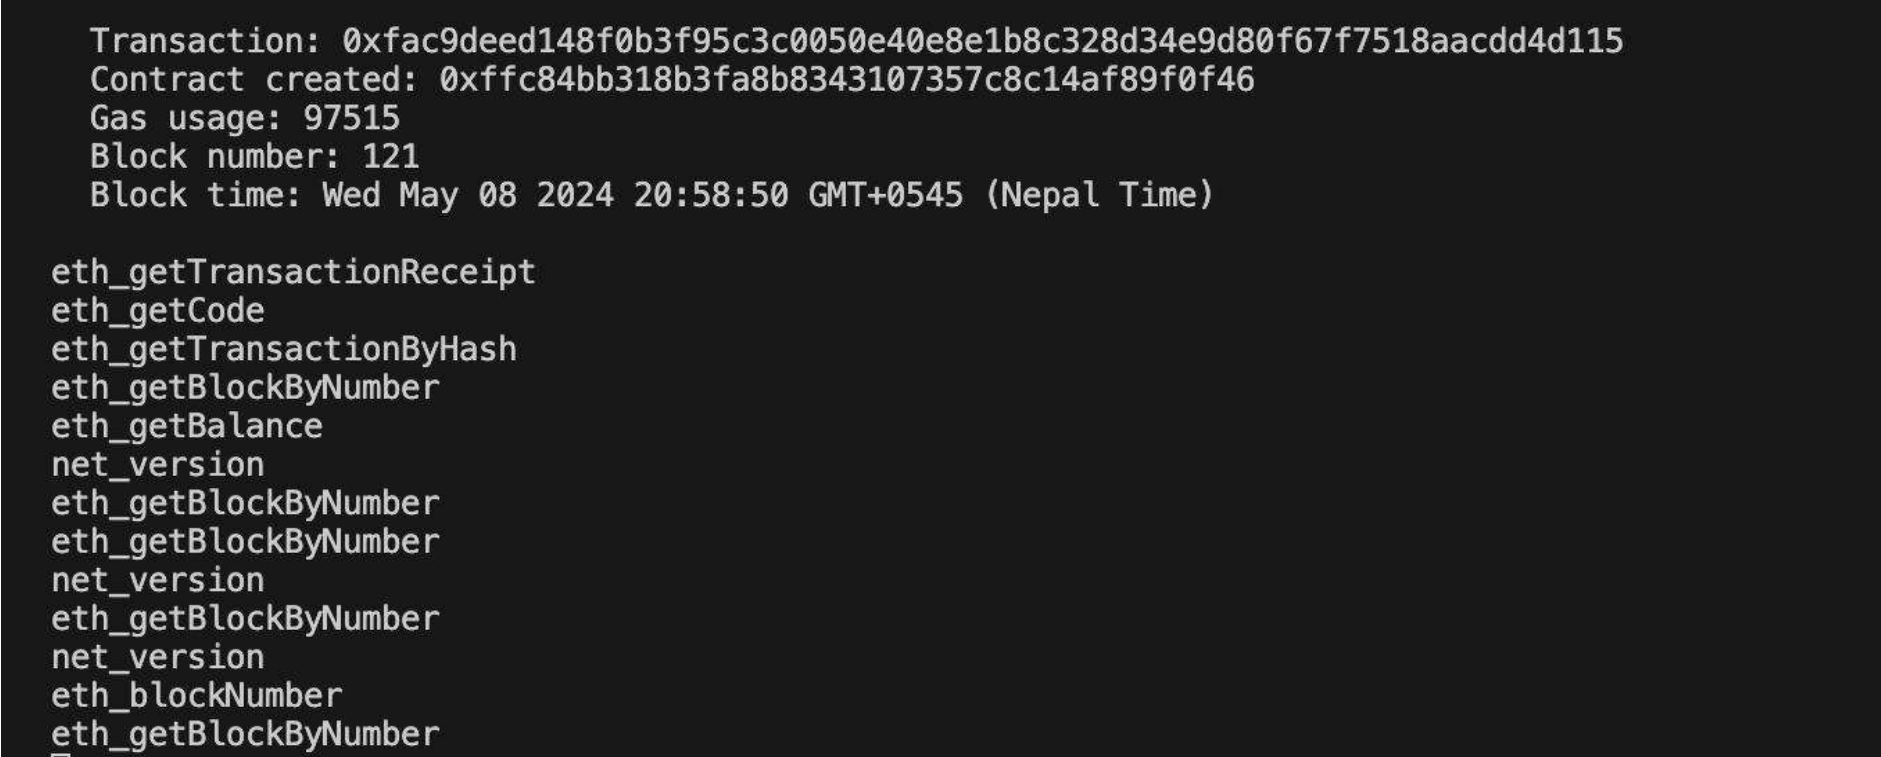 Transaction: 0xfac9deed148f0b3f95c3c0050e40e8e1b8c328d34e9d80f67f7518aacdd4d115
Contract created: 0xffc84bb318b3fa8b8343107357c8c14af89f0f46
Gas usage: 97515
Block number: 121
Block time: Wed May 08 2024 20:58:50 GMT+0545 (Nepal Time)
eth_getTransactionReceipt
eth_getCode
eth_getTransactionByHash
eth_getBlockByNumber
eth_getBalance
net_version
eth_getBlockByNumber
eth_getBlockByNumber
net_version
eth_getBlockByNumber
net_version
eth_blockNumber
eth_getBlockByNumber